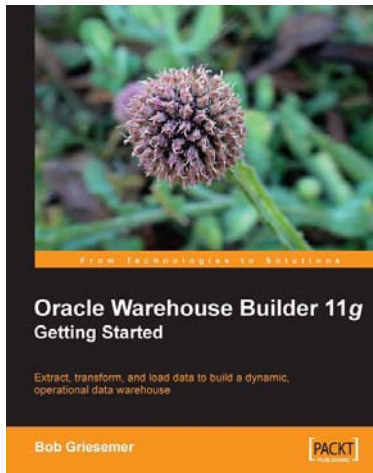 From Technologies to Solutions
Oracle Warehouse Builder 11g
Getting Started
Extract, transform, and load data to build a dynamic,
operational data warehouse
Bob Griesemer
[PACKT]
PUBLISHING